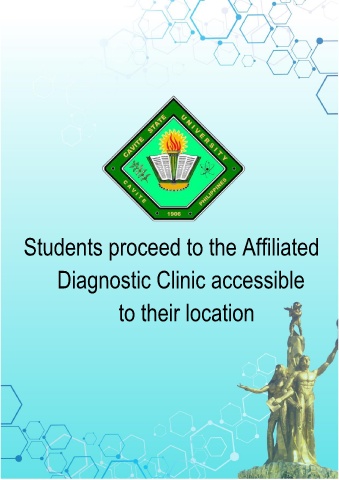 CAVITE STATE UNIVERSITY
CAVITE
1906
PHILIPPINES
Students proceed to the Affiliated
Diagnostic Clinic accessible
to their location